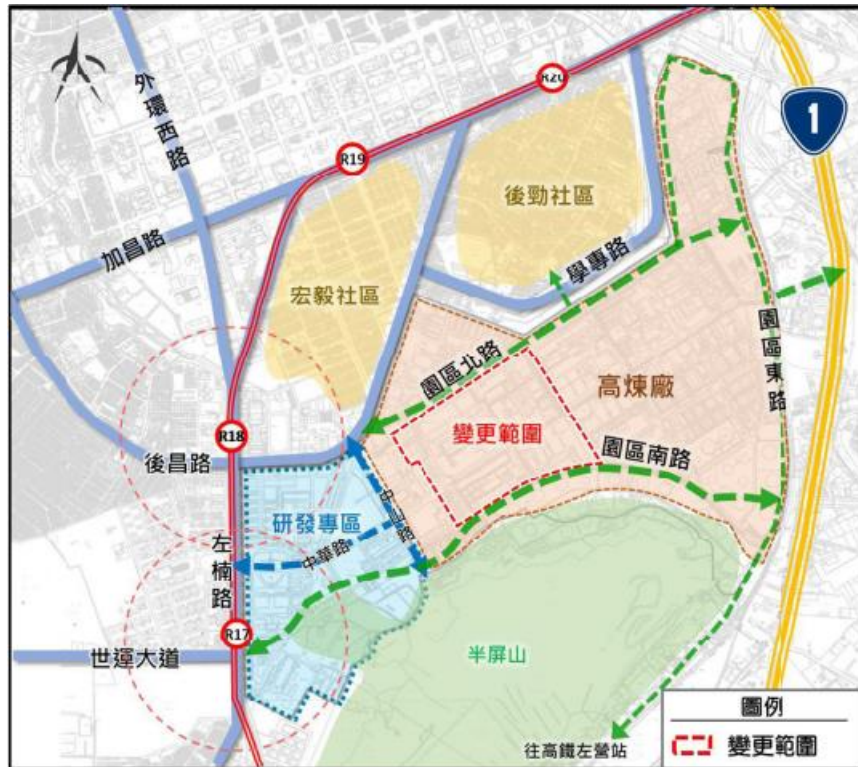 R20
1
外環西路
R19
後勁社區
加昌路
學專路
宏毅社區
園區東路
園區北路
高煉廠
變更範圍
R18
園區南路
後昌路
中山路
研發專區
中華路
左楠路
R17
世運大道
半屏山
圖例
往高鐵左營站
變更範圍